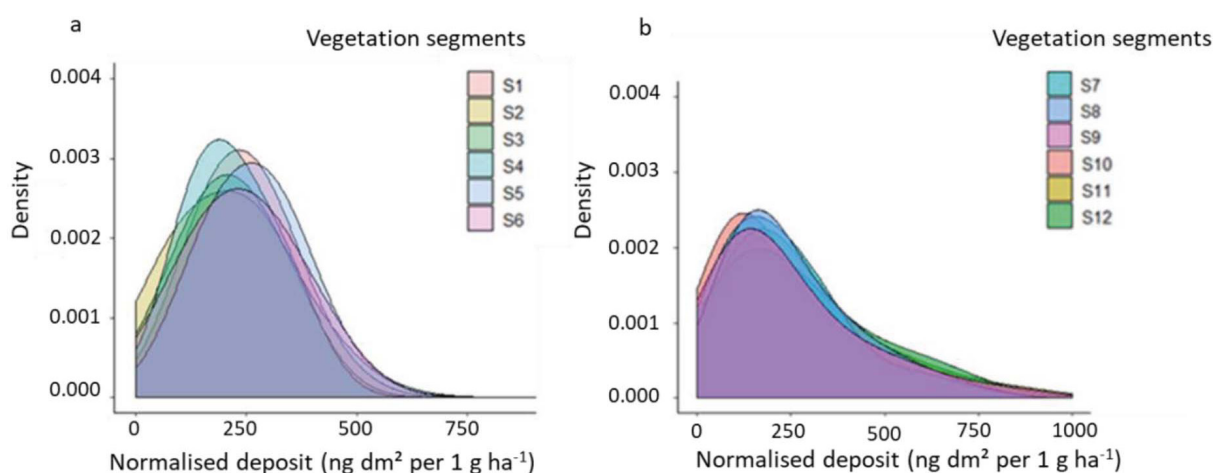 a
Vegetation segments
S1
S2
S3
S4
S5
S6
0.004
0.003
0.002
0.001
0.000
Density
0
250
500
750
Normalised deposit (ng dm² per 1 g ha⁻¹)
b
Vegetation segments
S7
S8
S9
S10
S11
S12
0.004
0.003
0.002
0.001
0.000
Density
0
250
500
750
1000
Normalised deposit (ng dm² per 1 g ha⁻¹)